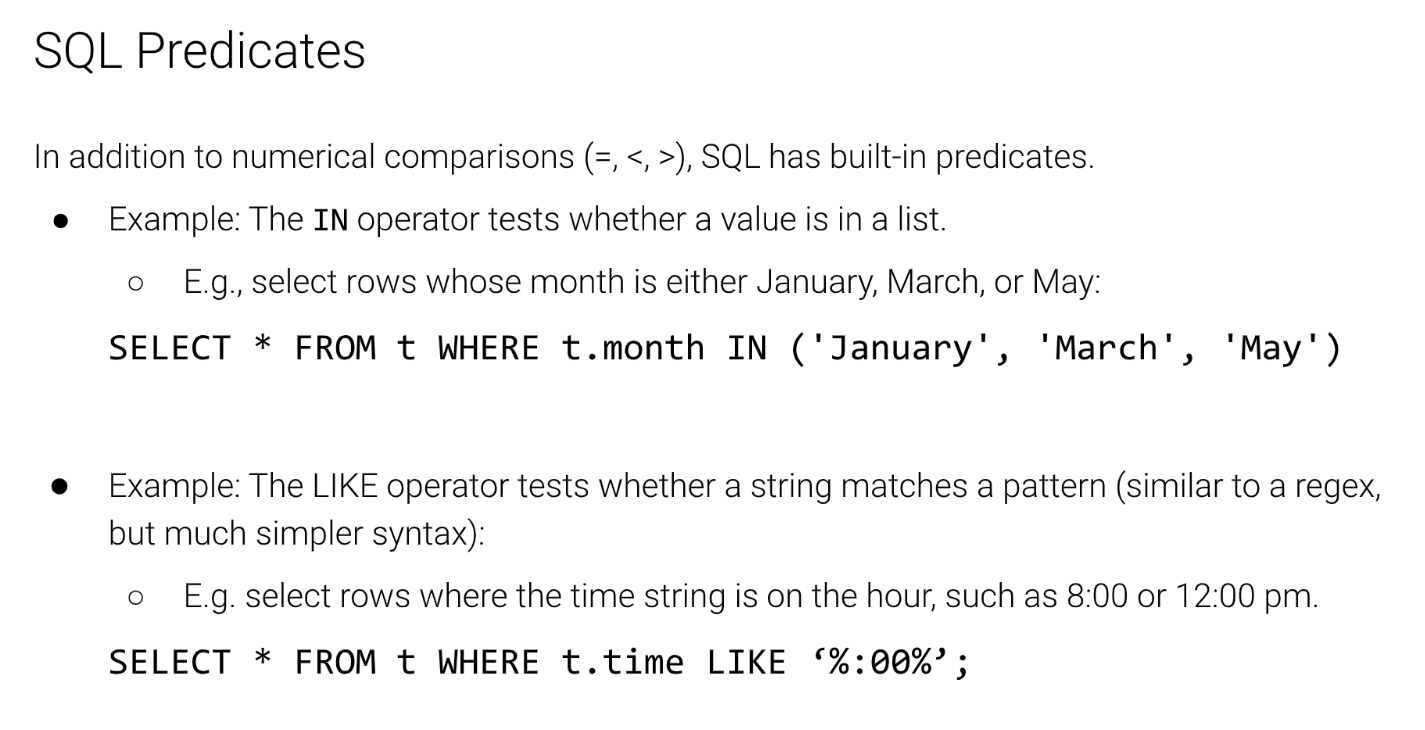 SQL Predicates
In addition to numerical comparisons (=, <, >), SQL has built-in predicates.
● Example: The IN operator tests whether a value is in a list.
○ E.g., select rows whose month is either January, March, or May:
SELECT * FROM t WHERE t.month IN ('January', 'March', 'May')
● Example: The LIKE operator tests whether a string matches a pattern (similar to a regex,
but much simpler syntax):
○ E.g. select rows where the time string is on the hour, such as 8:00 or 12:00 pm.
SELECT * FROM t WHERE t.time LIKE ‘%:00%’;